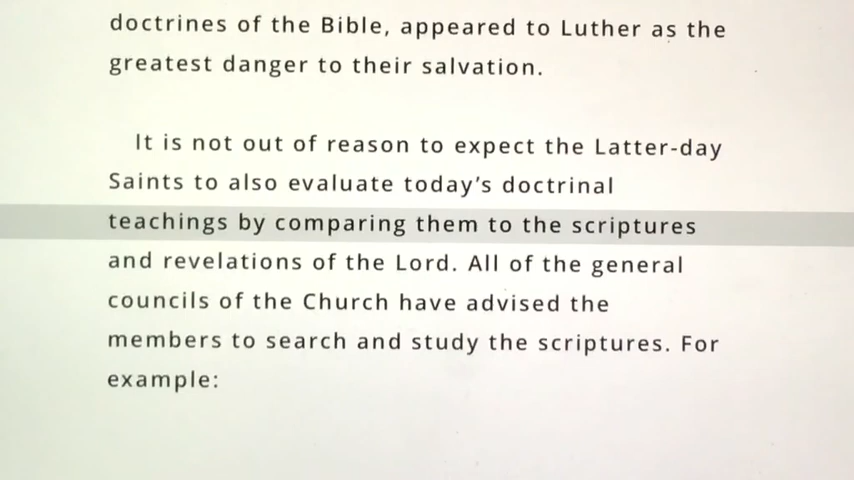 doctrines of the Bible, appeared to Luther as the
greatest danger to their salvation.
It is not out of reason to expect the Latter-day
Saints to also evaluate today’s doctrinal
teachings by comparing them to the scriptures
and revelations of the Lord. All of the general
councils of the Church have advised the
members to search and study the scriptures. For
example: